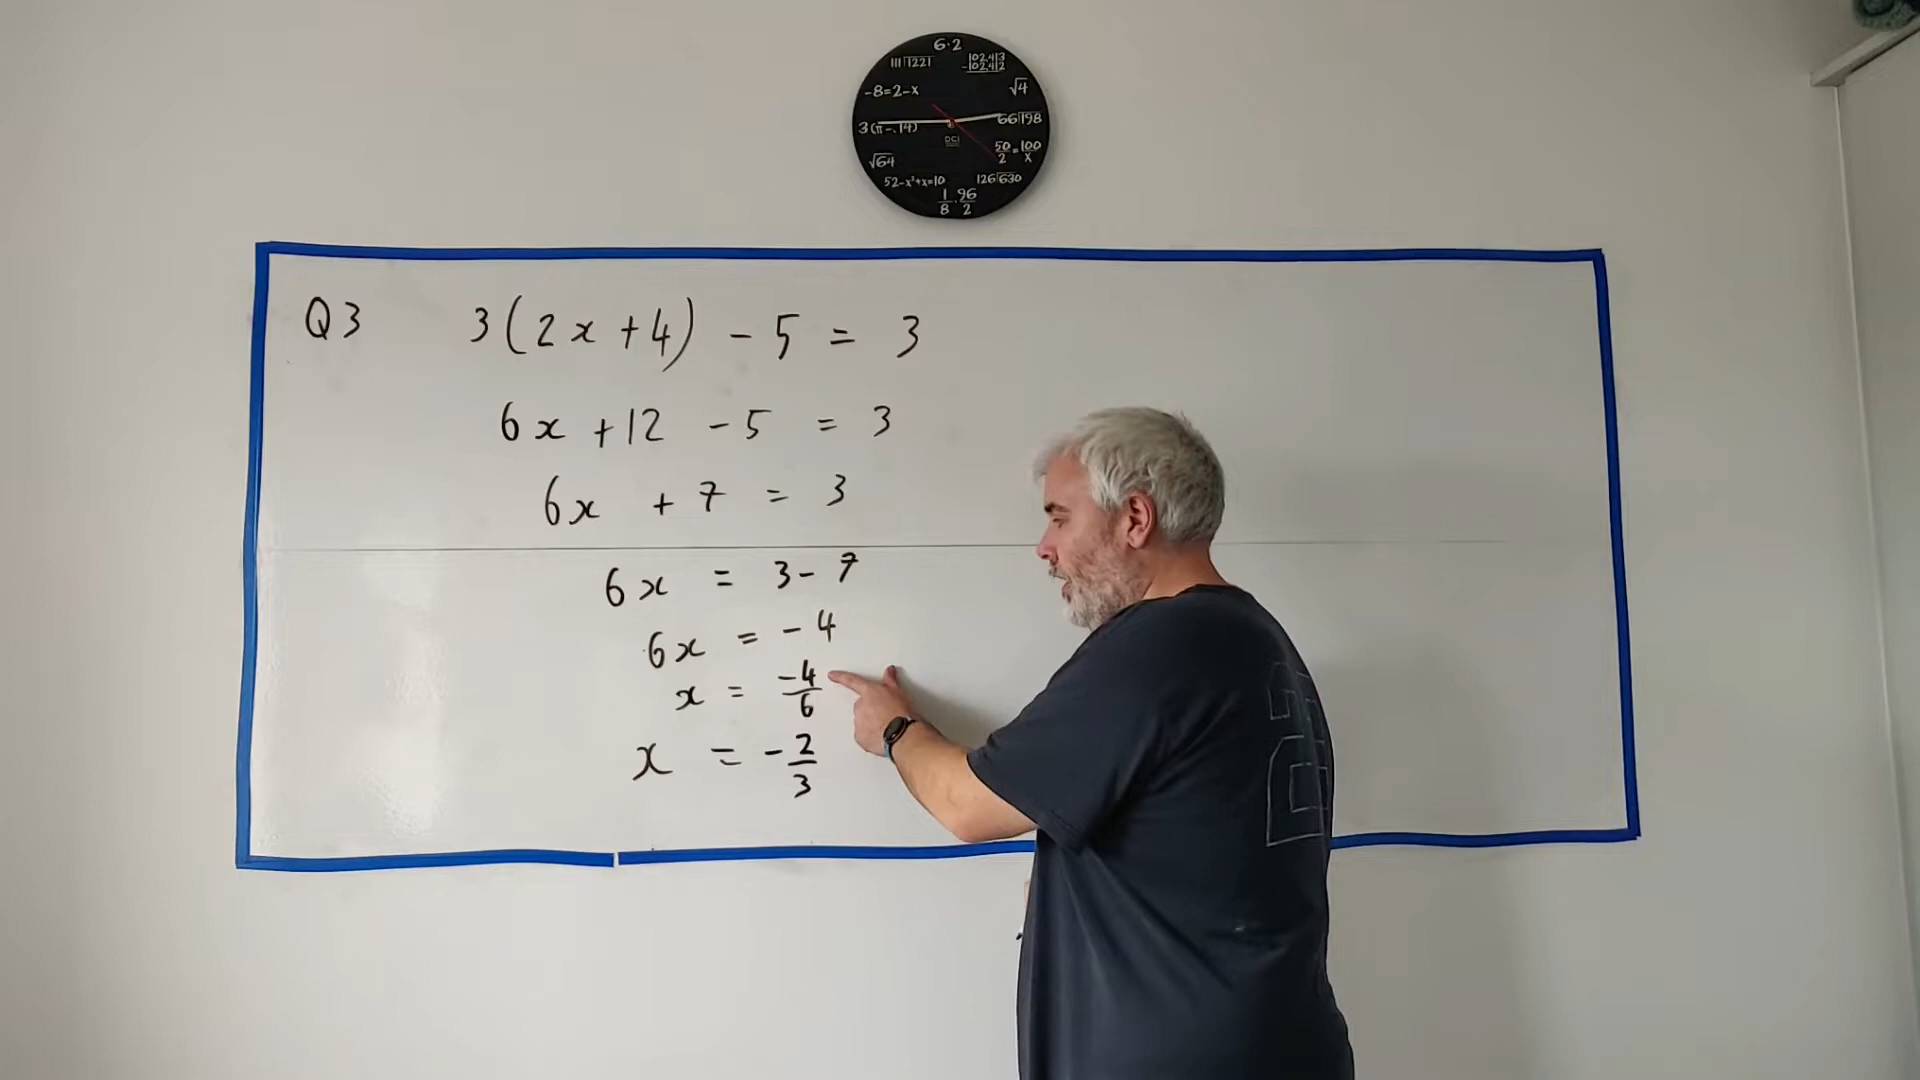 6·2
111⟌1221
102,413
-102,412
-8=2-x
√4
3(π-.14)
66⟌198
DCI
50/2=100/x
√64
52-x²+x=10
126⟌630
1/8·96/2
Q3 3(2x+4) - 5 = 3
6x +12 - 5 = 3
6x + 7 = 3
6x = 3- 7
6x = - 4
x = -4/6
x = -2/3